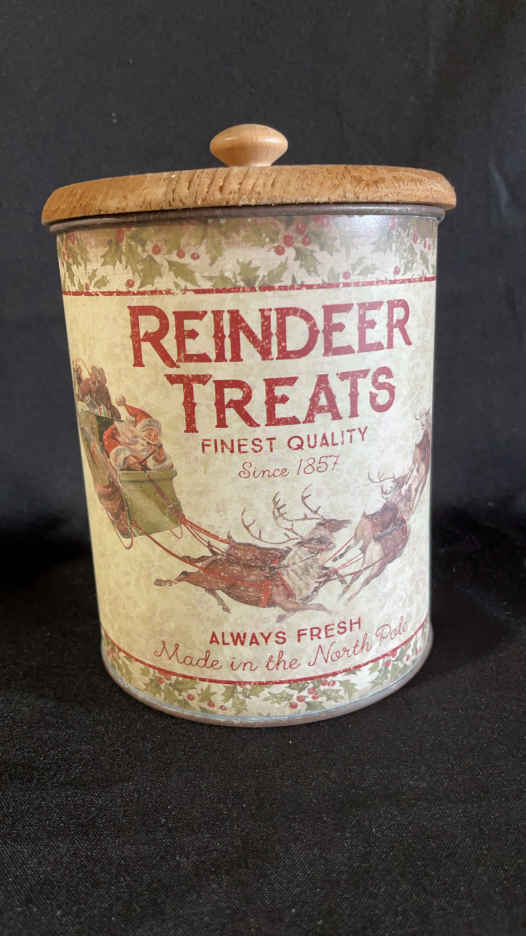 REINDEER
TREATS
FINEST QUALITY
Since 1857
ALWAYS FRESH
Made in the North Pole